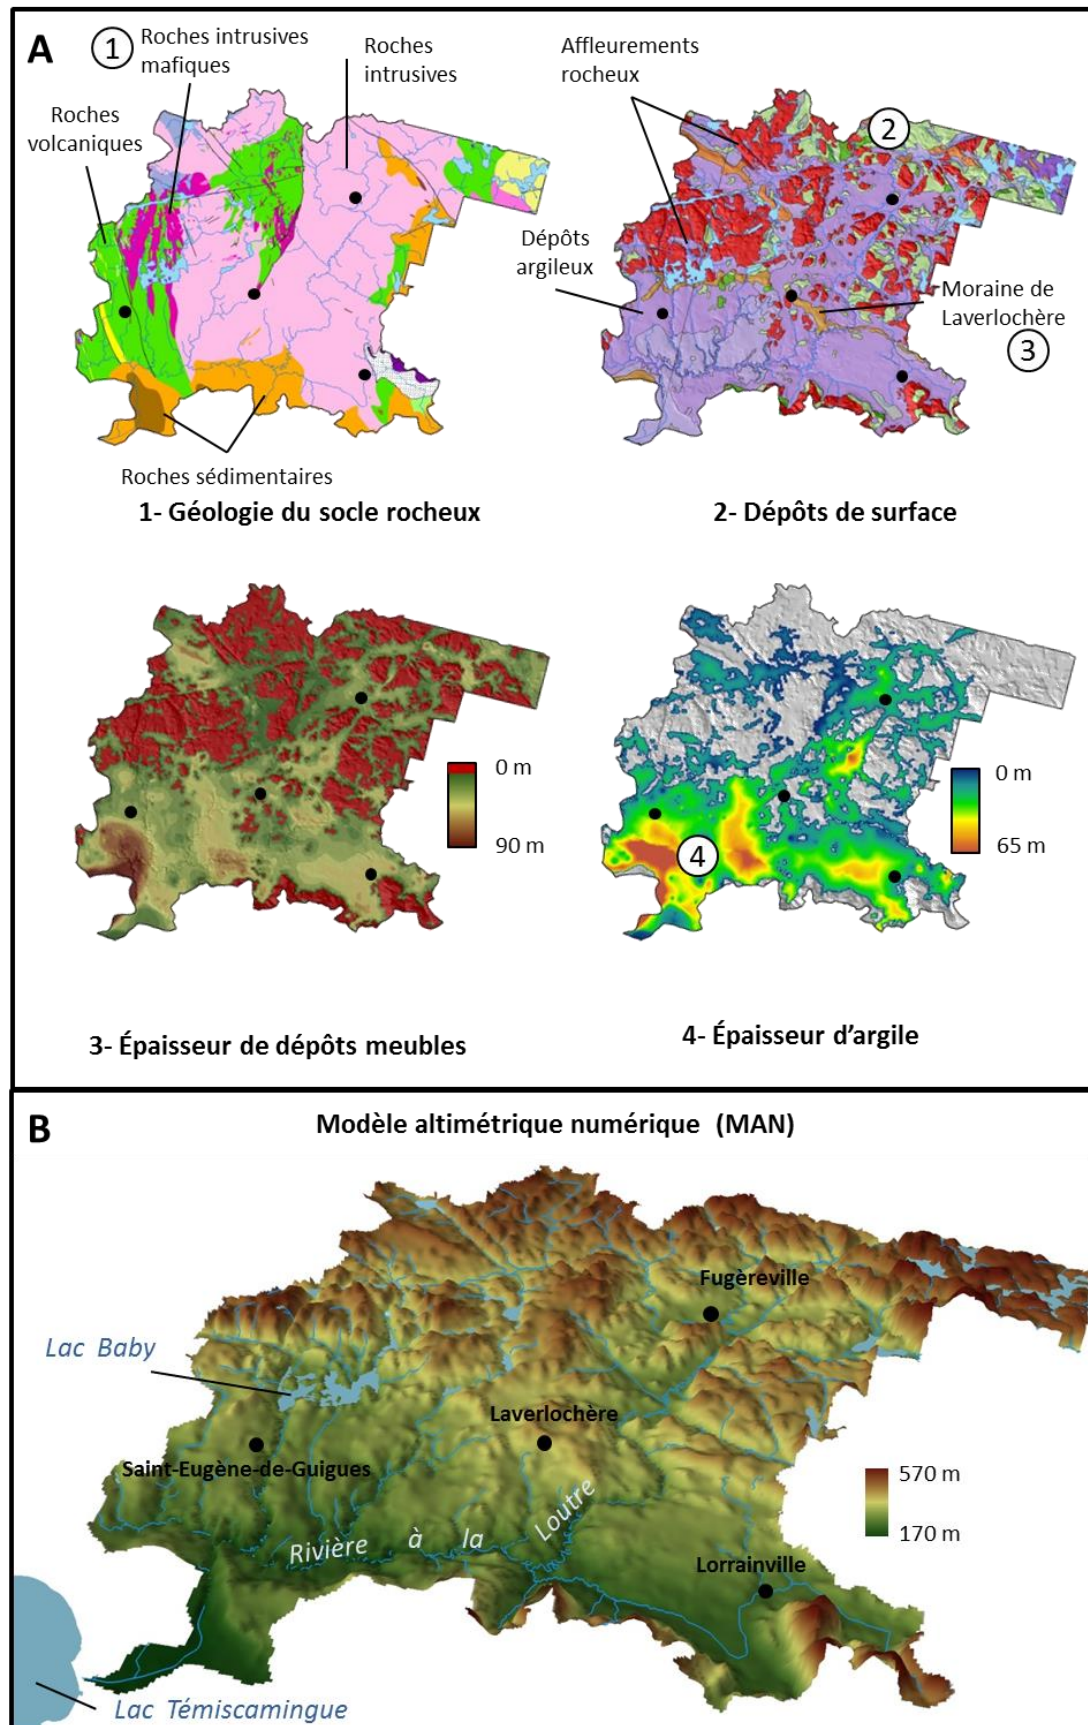 A
1
Roches intrusives
mafiques
Roches
intrusives
Roches
volcaniques
Roches sédimentaires
1- Géologie du socle rocheux
Affleurements
rocheux
2
Dépôts
argileux
Moraine de
Laverlochère
3
2- Dépôts de surface
0 m
90 m
3- Épaisseur de dépôts meubles
4
0 m
65 m
4- Épaisseur d'argile
B
Modèle altimétrique numérique (MAN)
Fugèreville
Lac Baby
Laverlochère
Saint-Eugène-de-Guigues
570 m
170 m
Rivière à la Loutre
Lorrainville
Lac Témiscamingue